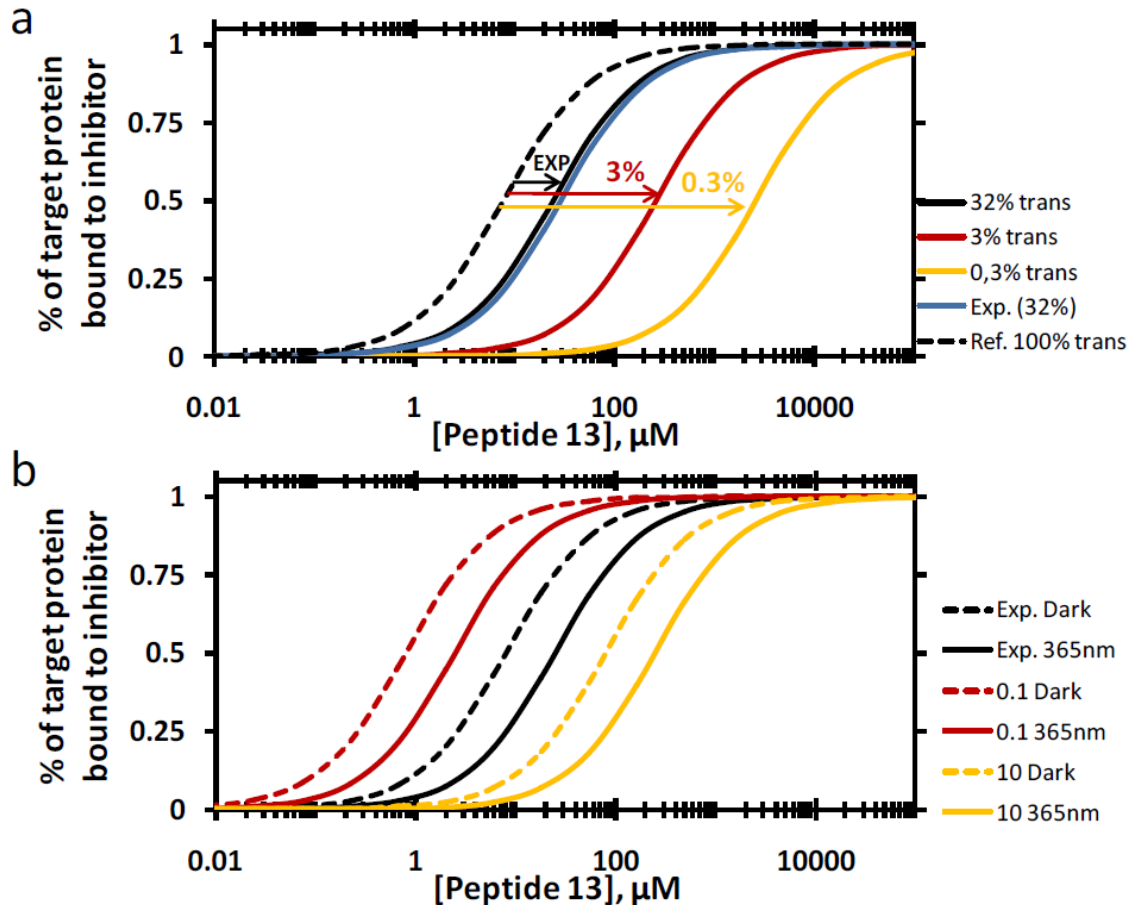 a
% of target protein
bound to inhibitor
1
0.75
0.5
0.25
0
EXP
3%
0.3%
32% trans
3% trans
0,3% trans
Exp. (32%)
Ref. 100% trans
0.01
1
100
10000
[Peptide 13], µM
b
% of target protein
bound to inhibitor
1
0.75
0.5
0.25
0
Exp. Dark
Exp. 365nm
0.1 Dark
0.1 365nm
10 Dark
10 365nm
0.01
1
100
10000
[Peptide 13], µM